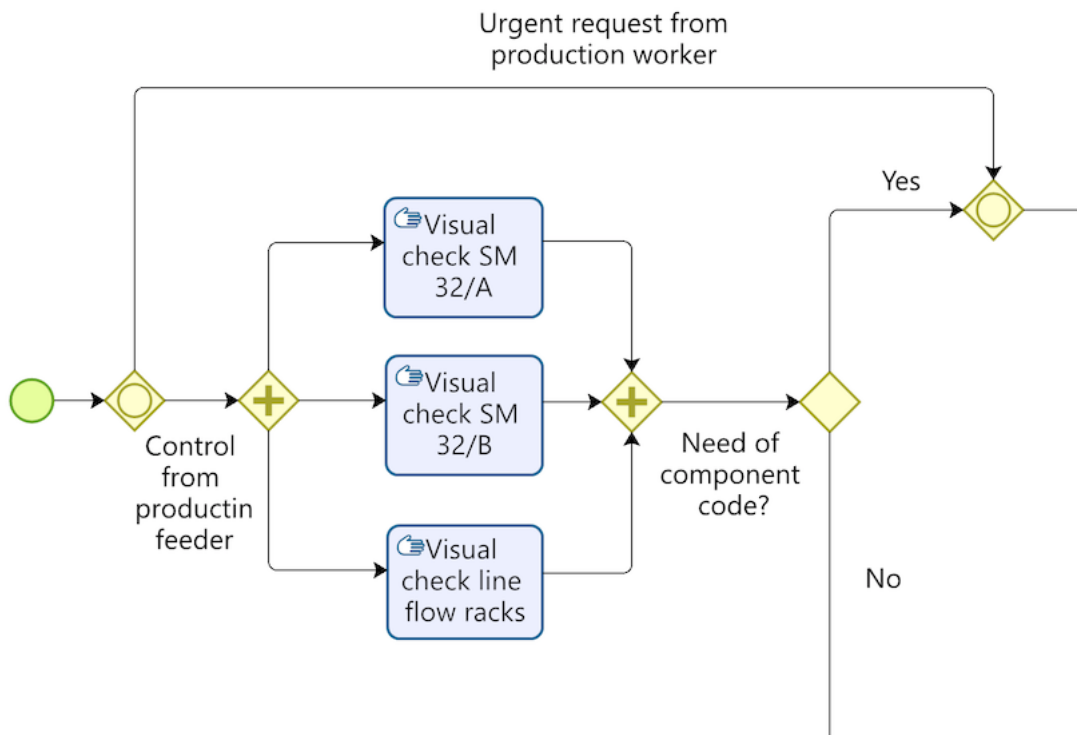 Urgent request from
production worker
Yes
Visual
check SM
32/A
Visual
check SM
32/B
Control
from
productin
feeder
Need of
component
code?
Visual
check line
flow racks
No